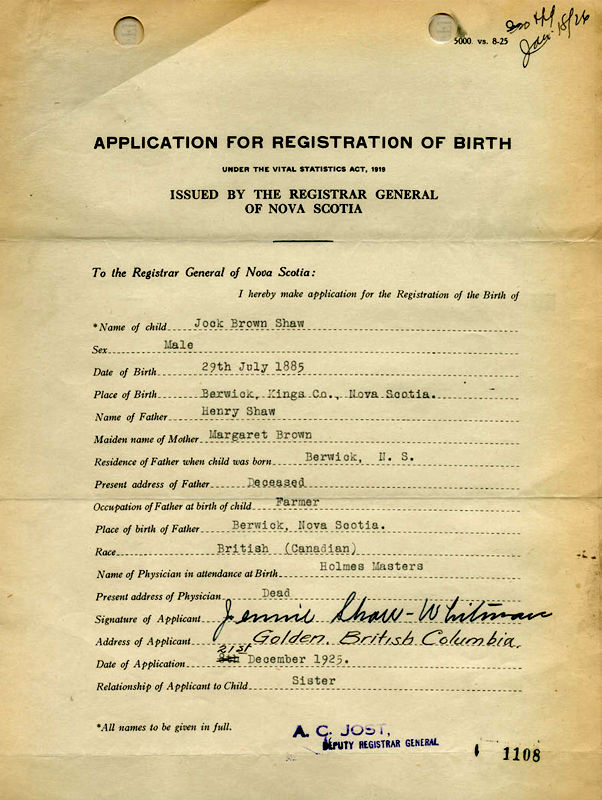 Jan. 18/26
5000. vs. 8-25
APPLICATION FOR REGISTRATION OF BIRTH
UNDER THE VITAL STATISTICS ACT, 1919
ISSUED BY THE REGISTRAR GENERAL
OF NOVA SCOTIA
To the Registrar General of Nova Scotia:
I hereby make application for the Registration of the Birth of
*Name of child Jock Brown Shaw
Sex Male
Date of Birth 29th July 1885
Place of Birth Berwick, Kings Co., Nova Scotia.
Name of Father Henry Shaw
Maiden name of Mother Margaret Brown
Residence of Father when child was born Berwick, N. S.
Present address of Father Deceased
Occupation of Father at birth of child Farmer
Place of birth of Father Berwick, Nova Scotia.
Race British (Canadian)
Name of Physician in attendance at Birth Holmes Masters
Present address of Physician Dead
Signature of Applicant Jennie Shaw-Whitman
Address of Applicant Golden, British Columbia.
21st
Date of Application 8th December 1925.
Relationship of Applicant to Child Sister
*All names to be given in full.
A. C. JOST,
DEPUTY REGISTRAR GENERAL
1108